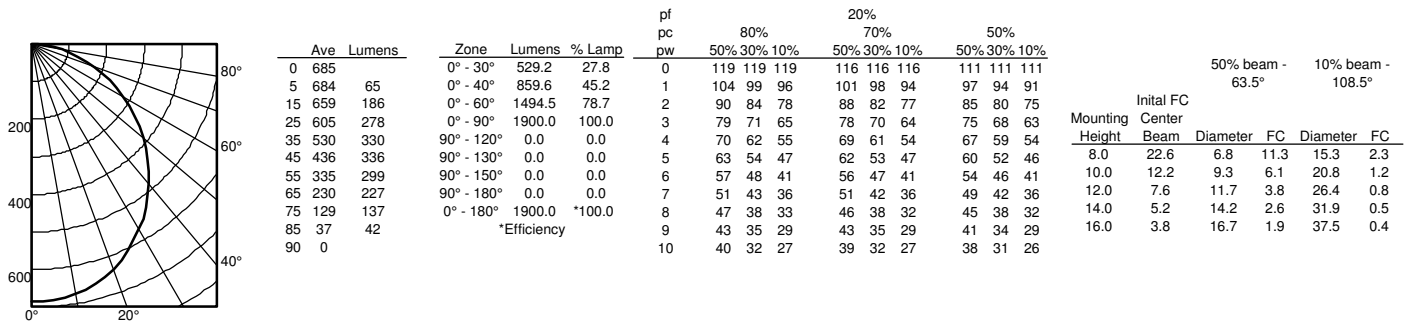 200
400
600
0°
20°
40°
60°
80°
Ave Lumens
0 685
5 684 65
15 659 186
25 605 278
35 530 330
45 436 336
55 335 299
65 230 227
75 129 137
85 37 42
90 0
Zone Lumens % Lamp
0° - 30° 529.2 27.8
0° - 40° 859.6 45.2
0° - 60° 1494.5 78.7
0° - 90° 1900.0 100.0
90° - 120° 0.0 0.0
90° - 130° 0.0 0.0
90° - 150° 0.0 0.0
90° - 180° 0.0 0.0
0° - 180° 1900.0 *100.0
*Efficiency
pf 20%
pc 80% 70% 50%
pw 50% 30% 10% 50% 30% 10% 50% 30% 10%
0 119 119 119 116 116 116 111 111 111
1 104 99 96 101 98 94 97 94 91
2 90 84 78 88 82 77 85 80 75
3 79 71 65 78 70 64 75 68 63
4 70 62 55 69 61 54 67 59 54
5 63 54 47 62 53 47 60 52 46
6 57 48 41 56 47 41 54 46 41
7 51 43 36 51 42 36 49 42 36
8 47 38 33 46 38 32 45 38 32
9 43 35 29 43 35 29 41 34 29
10 40 32 27 39 32 27 38 31 26
50% beam - 10% beam -
63.5° 108.5°
Inital FC
Mounting Center
Height Beam Diameter FC Diameter FC
8.0 22.6 6.8 11.3 15.3 2.3
10.0 12.2 9.3 6.1 20.8 1.2
12.0 7.6 11.7 3.8 26.4 0.8
14.0 5.2 14.2 2.6 31.9 0.5
16.0 3.8 16.7 1.9 37.5 0.4